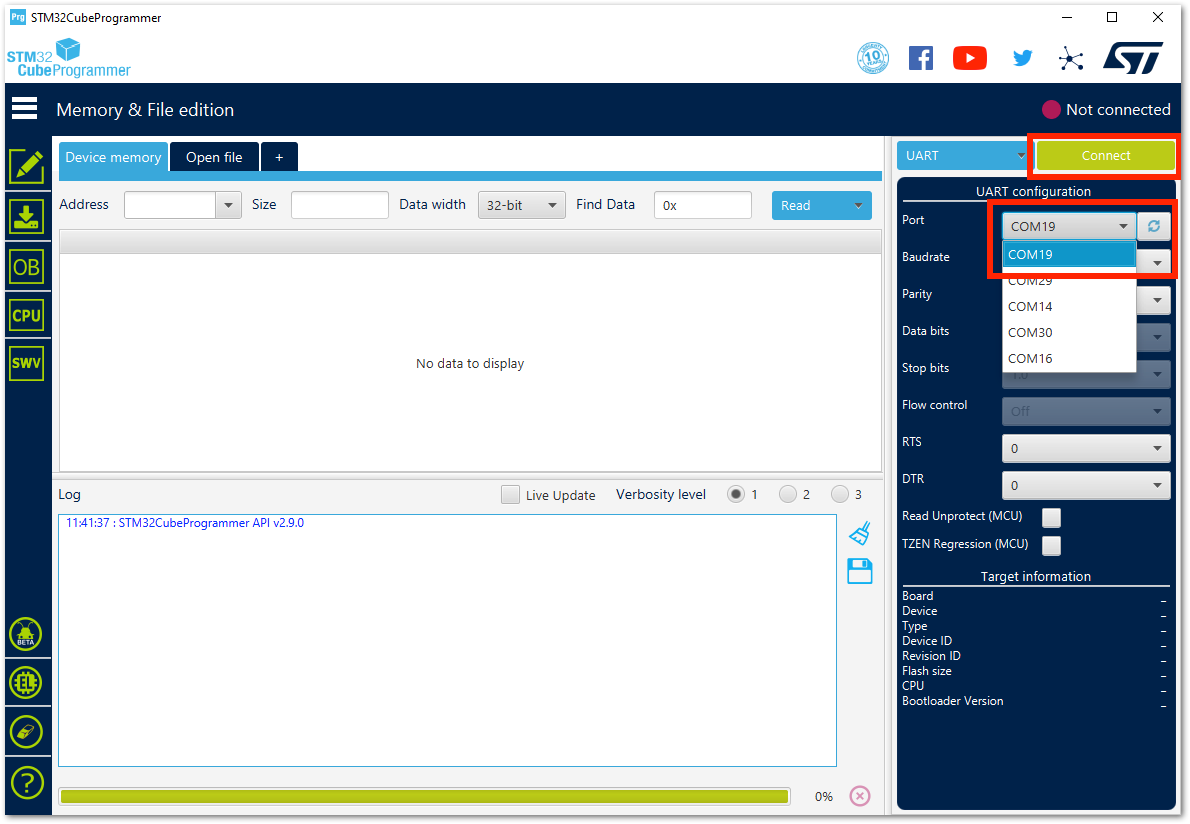 Prg STM32CubeProgrammer
STM32
CubeProgrammer
10 YEARS
Memory & File edition
Not connected
Device memory
Open file
+
UART
Connect
UART configuration
Address
Size
Data width
32-bit
Find Data
0x
Read
Port
COM19
COM19
Baudrate
COM29
Parity
COM14
Data bits
COM30
COM16
Stop bits
1.0
Flow control
Off
RTS
0
DTR
0
Read Unprotect (MCU)
TZEN Regression (MCU)
OB
CPU
SWV
No data to display
Log
Live Update
Verbosity level
1
2
3
11:41:37 : STM32CubeProgrammer API v2.9.0
Target information
Board –
Device –
Type –
Device ID –
Revision ID –
Flash size –
CPU –
Bootloader Version –
BETA
EL
?
0%